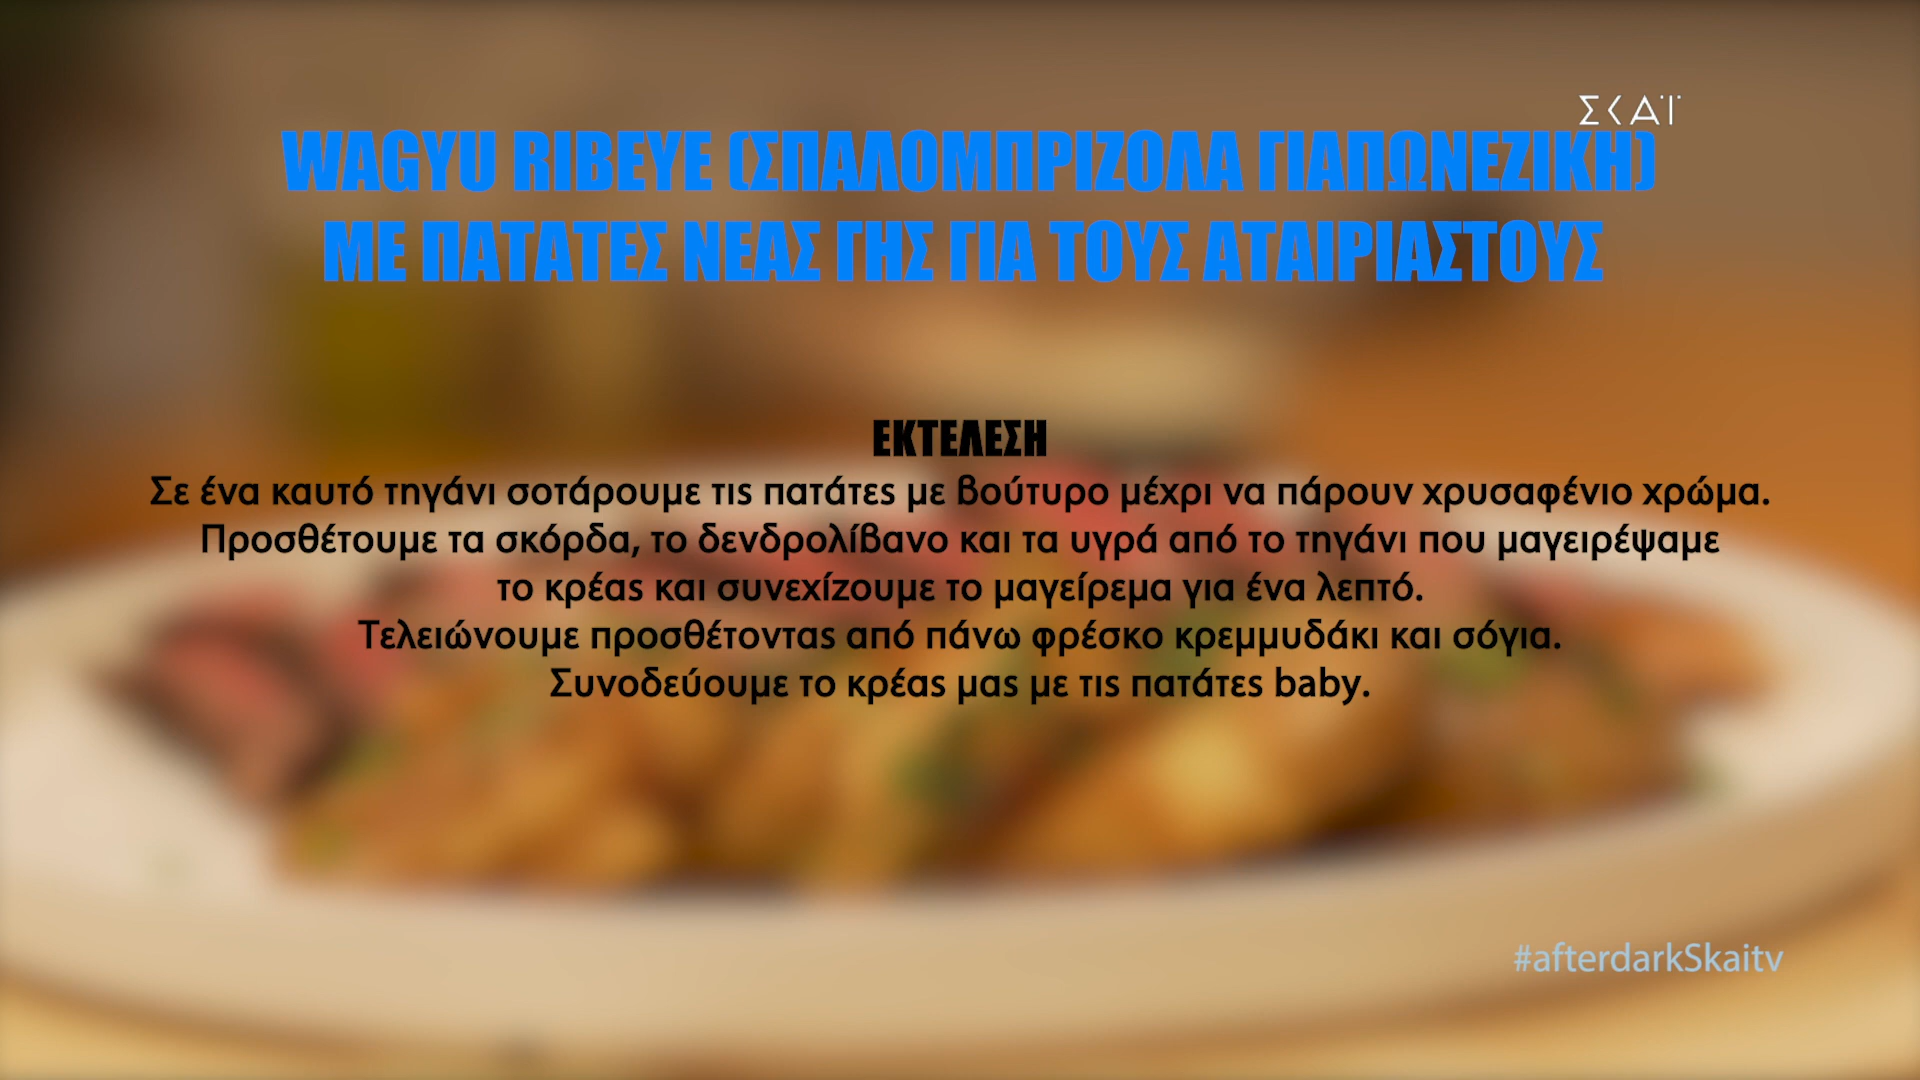 ΣΚΑΪ
WAGYU RIBEYE (ΣΠΑΛΟΜΠΡΙΖΟΛΑ ΓΙΑΠΩΝΕΖΙΚΗ)
ΜΕ ΠΑΤΑΤΕΣ ΝΕΑΣ ΓΗΣ ΓΙΑ ΤΟΥΣ ΑΤΑΙΡΙΑΣΤΟΥΣ
ΕΚΤΕΛΕΣΗ
Σε ένα καυτό τηγάνι σοτάρουμε τις πατάτες με βούτυρο μέχρι να πάρουν χρυσαφένιο χρώμα.
Προσθέτουμε τα σκόρδα, το δενδρολίβανο και τα υγρά από το τηγάνι που μαγειρέψαμε
το κρέας και συνεχίζουμε το μαγείρεμα για ένα λεπτό.
Τελειώνουμε προσθέτοντας από πάνω φρέσκο κρεμμυδάκι και σόγια.
Συνοδεύουμε το κρέας μας με τις πατάτες baby.
#afterdarkSkaitv